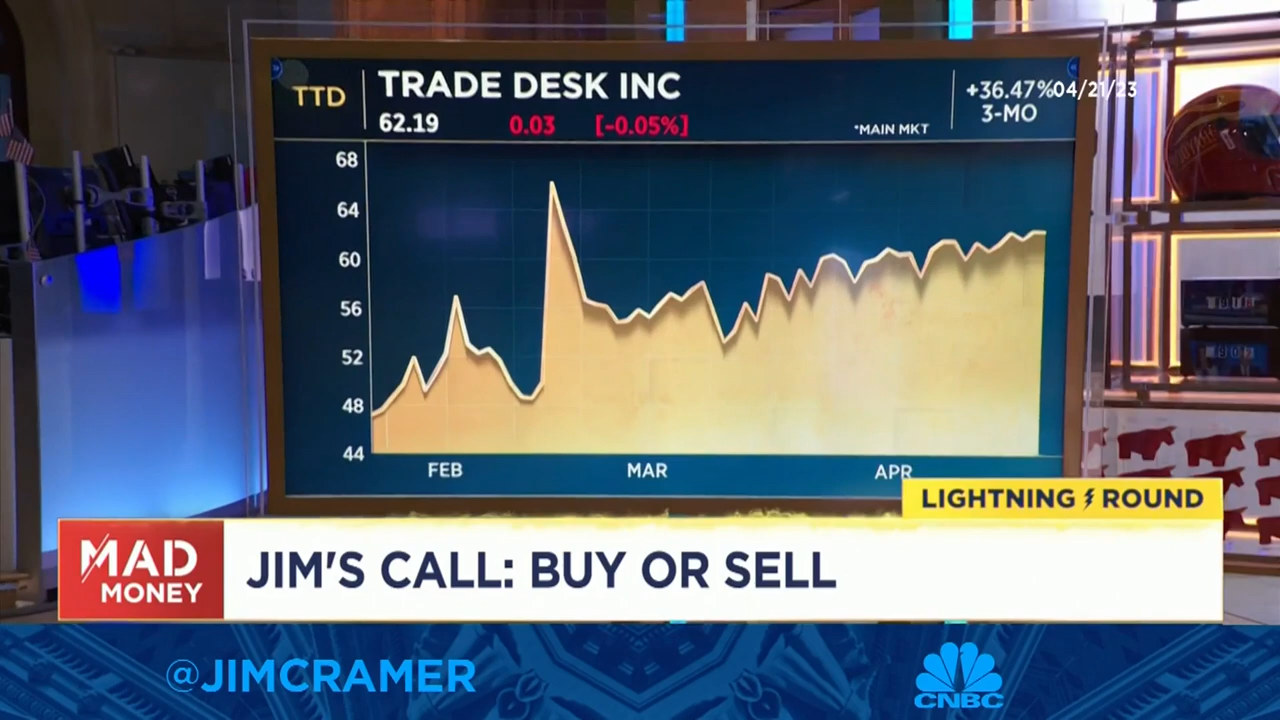 TTD
TRADE DESK INC
62.19 0.03 [-0.05%]
*MAIN MKT
+36.47%
3-MO
04/21/23
68
64
60
56
52
48
44
FEB MAR APR
LIGHTNING ROUND
MAD
MONEY
JIM'S CALL: BUY OR SELL
@JIMCRAMER
CNBC